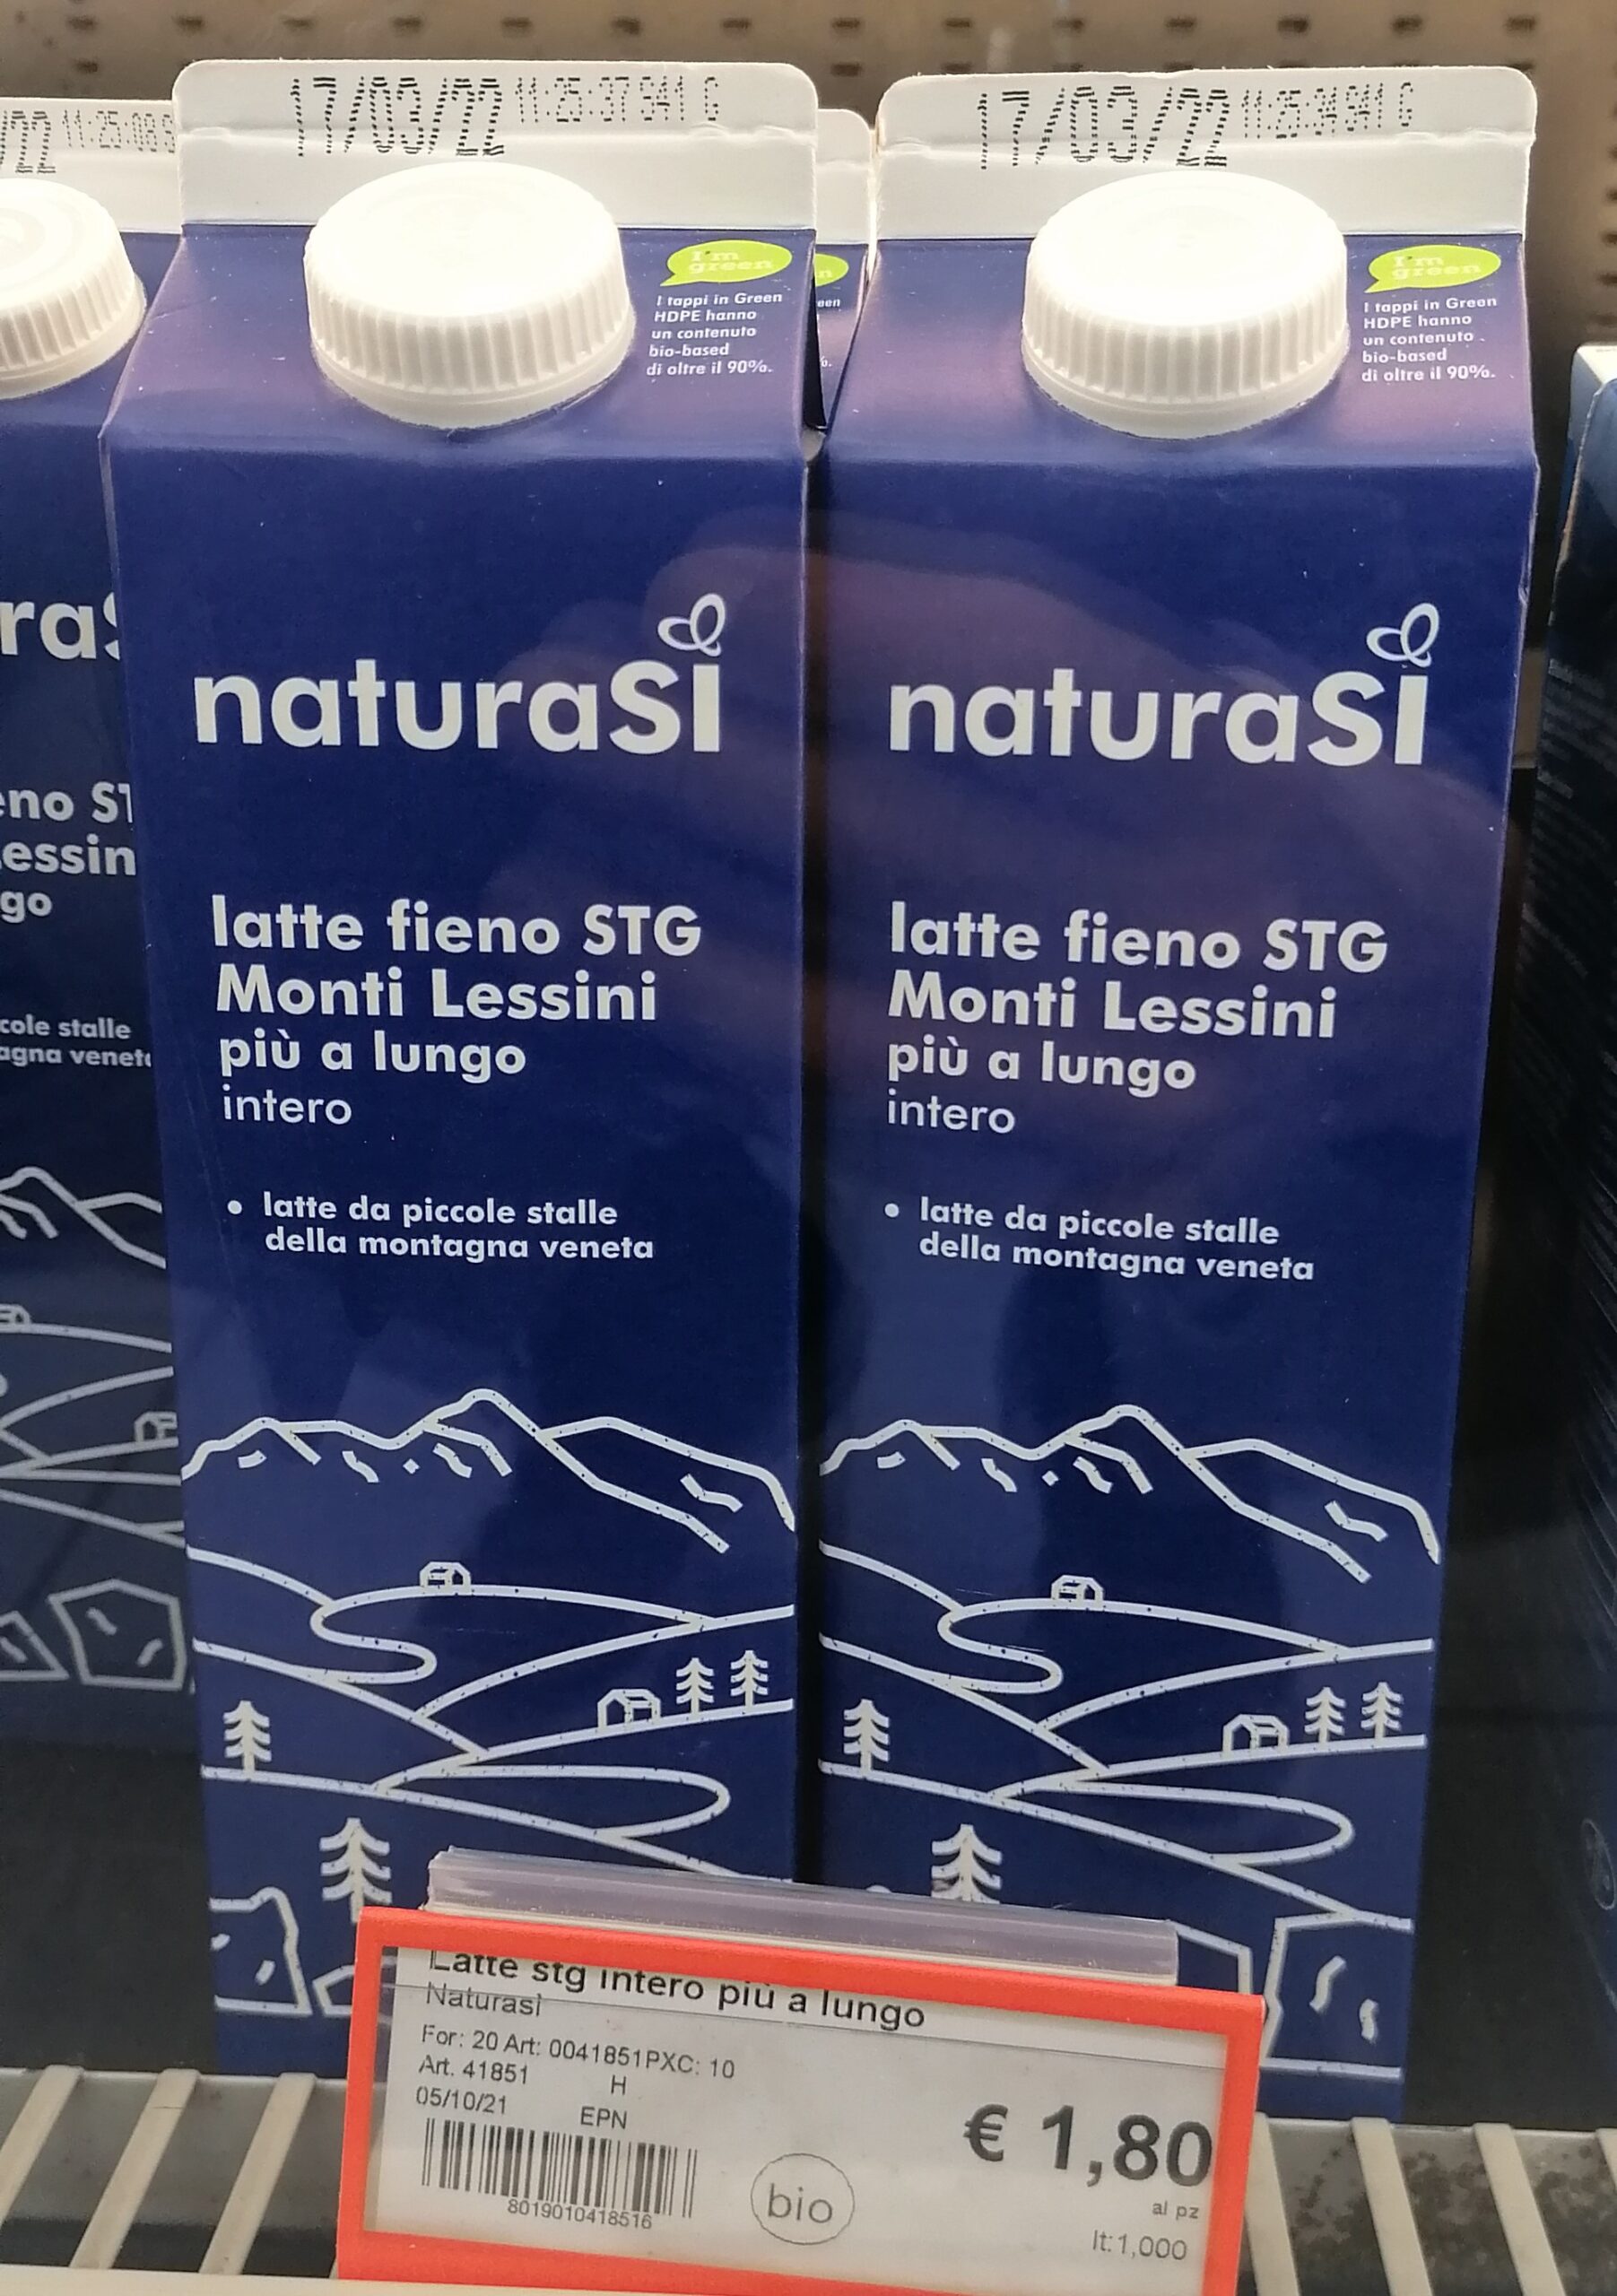 /22 11:25:08
17/03/22 11:25:37 941 G
17/03/22 11:25:34 941 G
I'm
green
I tappi in Green
HDPE hanno
un contenuto
bio-based
di oltre il 90%.
I'm
green
I tappi in Green
HDPE hanno
un contenuto
bio-based
di oltre il 90%.
naturaSì
latte fieno STG
Monti Lessini
più a lungo
intero
• latte da piccole stalle
della montagna veneta
naturaSì
latte fieno STG
Monti Lessini
più a lungo
intero
• latte da piccole stalle
della montagna veneta
Latte stg intero più a lungo
Naturasì
For: 20 Art: 0041851PXC: 10
Art. 41851 H
05/10/21 EPN
8019010418516
bio
€ 1,80
al pz
lt:1,000